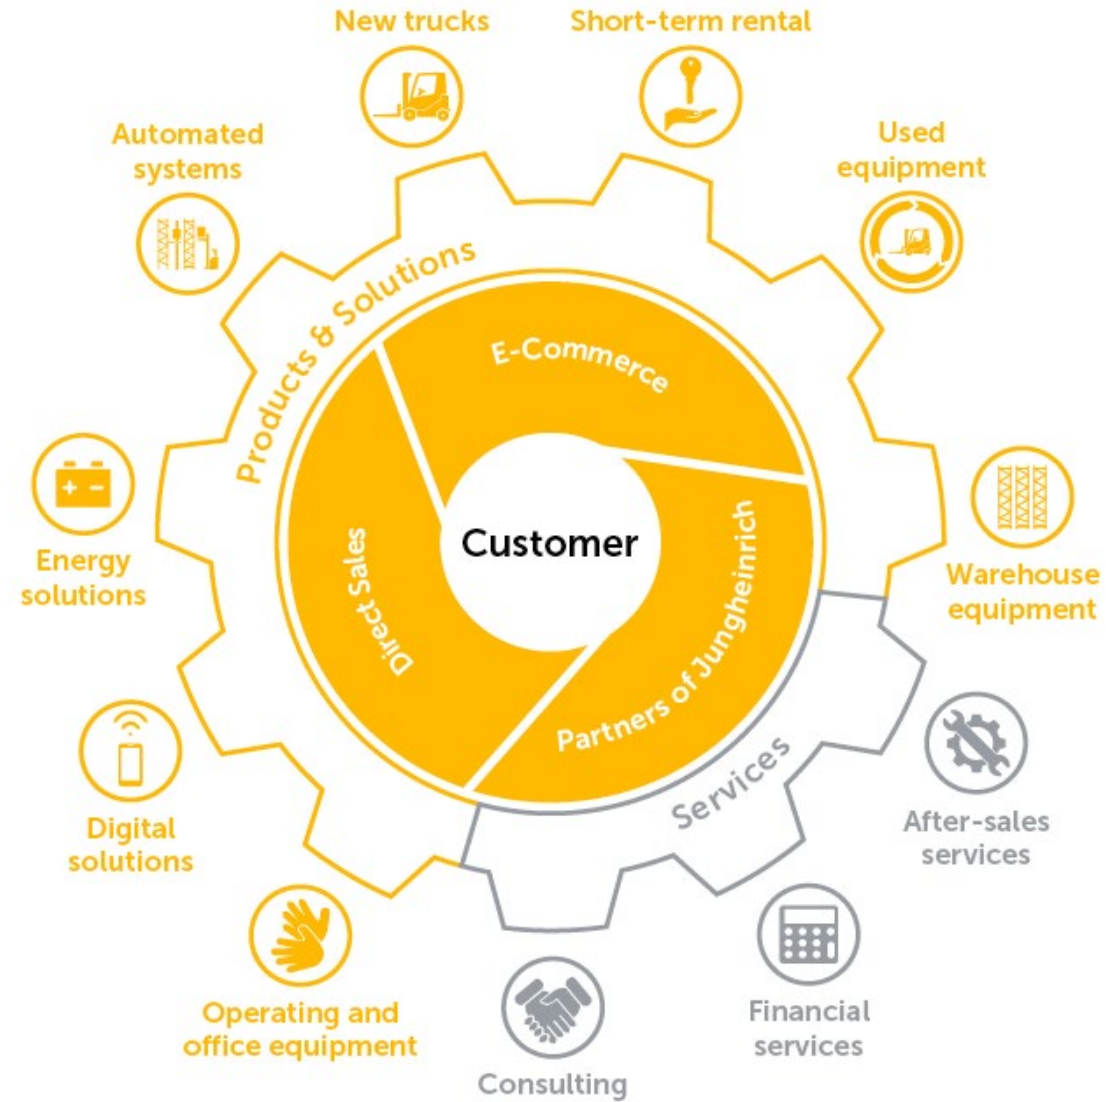 New trucks
Short-term rental
Automated
systems
Used
equipment
Products & Solutions
E-Commerce
Customer
Direct Sales
Partners of Jungheinrich
Energy
solutions
Warehouse
equipment
Services
Digital
solutions
After-sales
services
Operating and
office equipment
Financial
services
Consulting